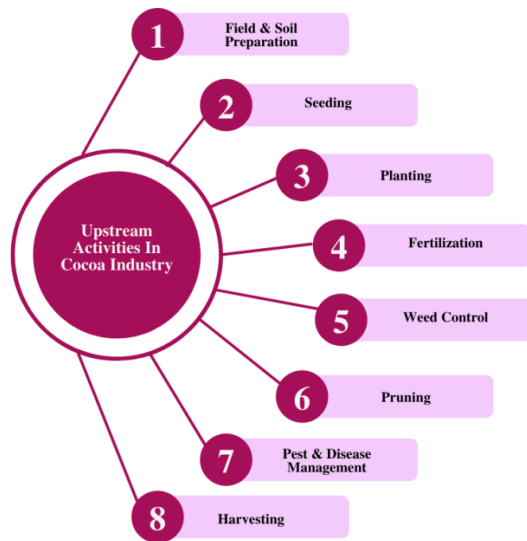 1
Field & Soil
Preparation
2
Seeding
3
Planting
Upstream
Activities In
Cocoa Industry
4
Fertilization
5
Weed Control
6
Pruning
7
Pest & Disease
Management
8
Harvesting